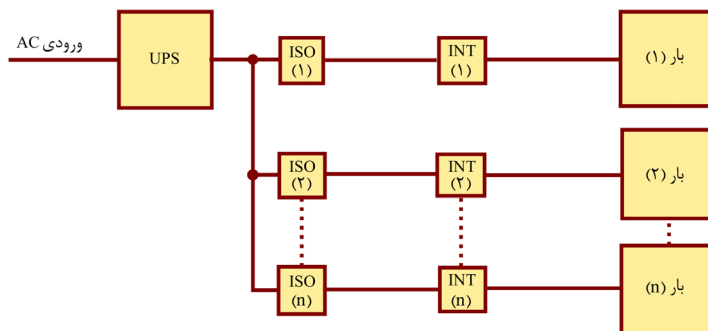 ورودی AC
UPS
ISO
(۱)
INT
(۱)
بار (۱)
ISO
(۲)
INT
(۲)
بار (۲)
ISO
(n)
INT
(n)
بار (n)